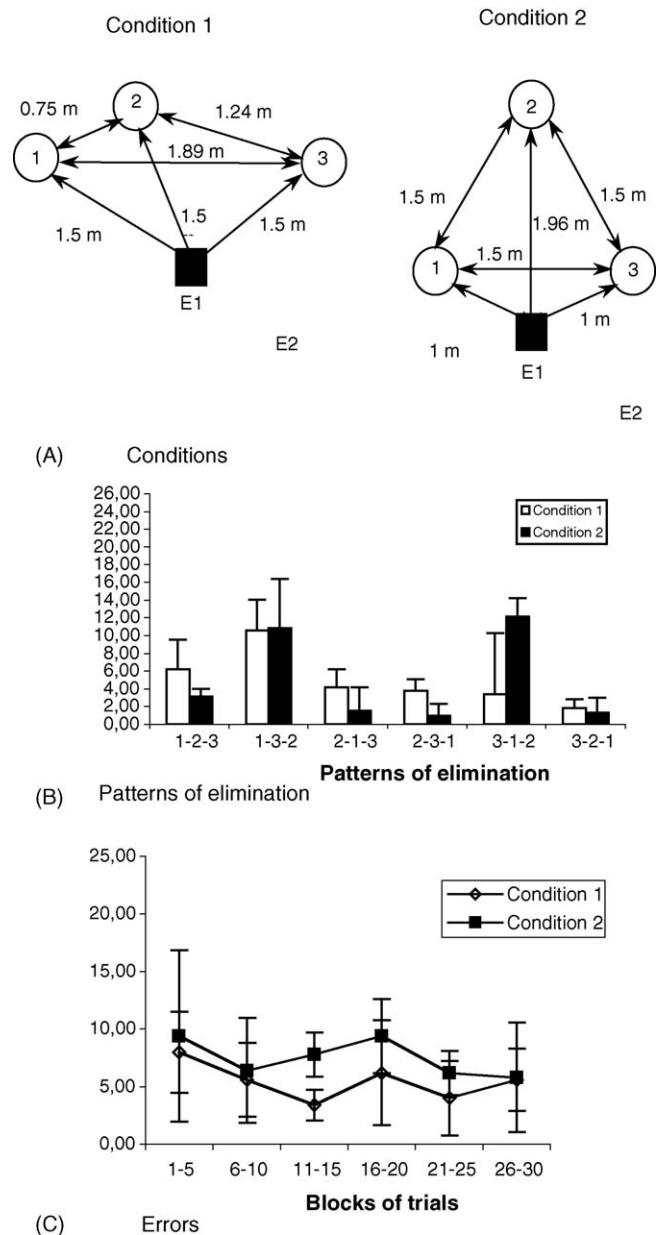 Condition 1
Condition 2
2
2
0.75 m
1.24 m
1
1.89 m
3
1.5 m
1.5 m
1.5
1.5 m
1.5 m
1.96 m
1
1.5 m
3
E1
1 m
1 m
E2
E1
E2
(A) Conditions
26,00
24,00
22,00
20,00
18,00
16,00
14,00
12,00
10,00
8,00
6,00
4,00
2,00
0,00
Condition 1
Condition 2
1-2-3 1-3-2 2-1-3 2-3-1 3-1-2 3-2-1
Patterns of elimination
(B) Patterns of elimination
25,00
20,00
15,00
10,00
5,00
0,00
Condition 1
Condition 2
1-5 6-10 11-15 16-20 21-25 26-30
Blocks of trials
(C) Errors